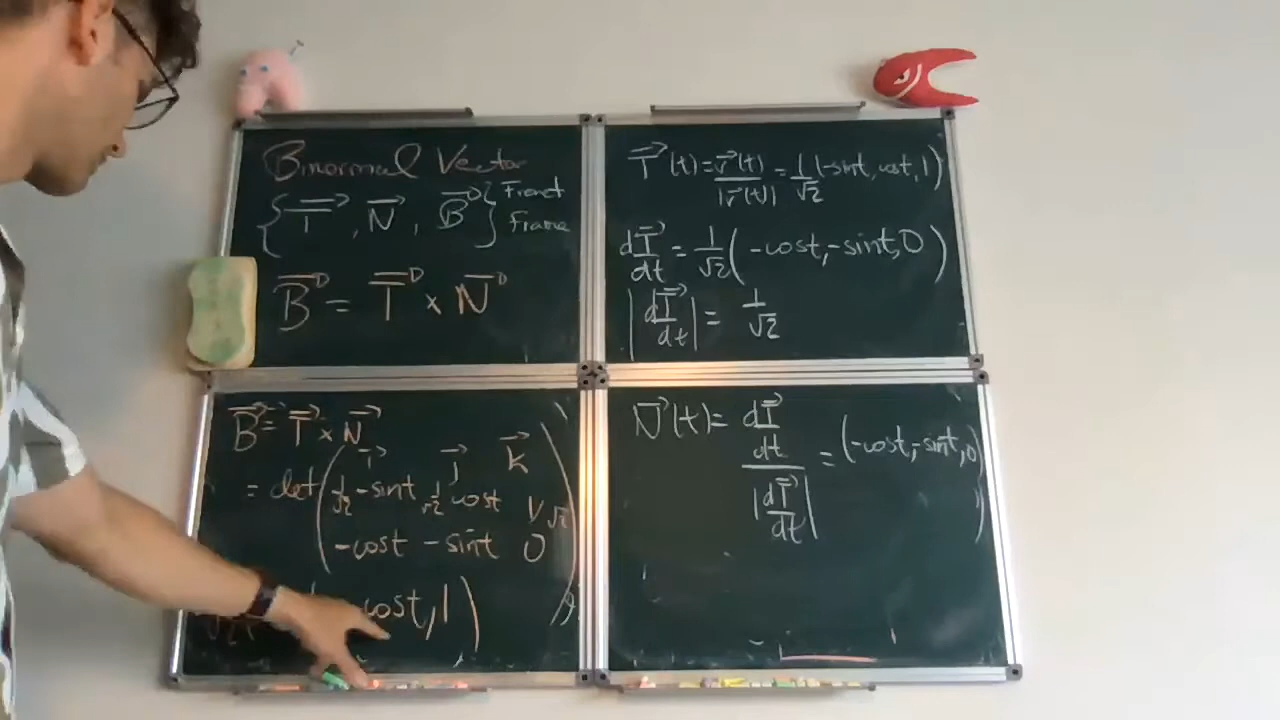 Binormal Vector
{T⃗, N⃗, B⃗} Frenet Frame
B⃗ = T⃗ × N⃗
T⃗(t) = r⃗'(t)/|r⃗'(t)| = 1/√2 (-sint, cost, 1)
dT⃗/dt = 1/√2 (-cost, -sint, 0)
|dT⃗/dt| = 1/√2
B⃗ = T⃗ × N⃗
i⃗ j⃗ k⃗
= det( 1/√2 -sint 1/√2 cost 1/√2
-cost -sint 0 )
cost, 1)
N⃗(t) = dT⃗/dt / |dT⃗/dt| = (-cost, -sint, 0)